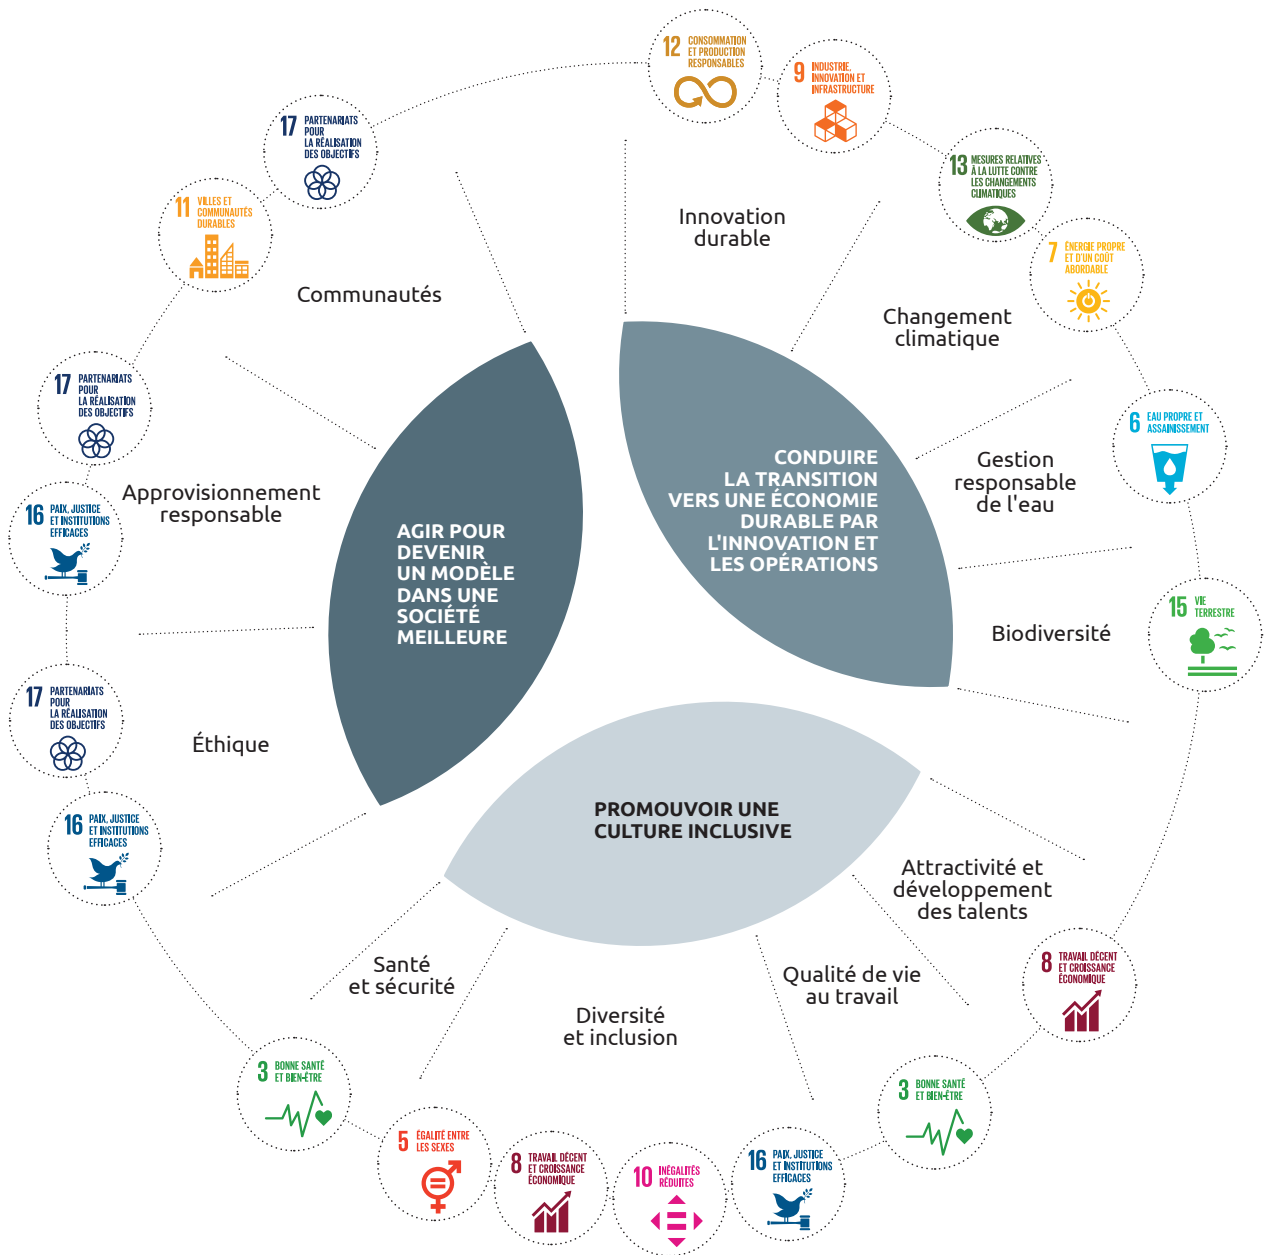 12 CONSOMMATION
ET PRODUCTION
RESPONSABLES
9 INDUSTRIE,
INNOVATION ET
INFRASTRUCTURE
13 MESURES RELATIVES
À LA LUTTE CONTRE
LES CHANGEMENTS
CLIMATIQUES
7 ÉNERGIE PROPRE
ET D'UN COÛT
ABORDABLE
6 EAU PROPRE ET
ASSAINISSEMENT
15 VIE
TERRESTRE
8 TRAVAIL DÉCENT
ET CROISSANCE
ÉCONOMIQUE
3 BONNE SANTÉ
ET BIEN-ÊTRE
16 PAIX, JUSTICE
ET INSTITUTIONS
EFFICACES
10 INÉGALITÉS
RÉDUITES
8 TRAVAIL DÉCENT
ET CROISSANCE
ÉCONOMIQUE
5 ÉGALITÉ ENTRE
LES SEXES
3 BONNE SANTÉ
ET BIEN-ÊTRE
16 PAIX, JUSTICE
ET INSTITUTIONS
EFFICACES
17 PARTENARIATS
POUR
LA RÉALISATION
DES OBJECTIFS
16 PAIX, JUSTICE
ET INSTITUTIONS
EFFICACES
17 PARTENARIATS
POUR
LA RÉALISATION
DES OBJECTIFS
11 VILLES ET
COMMUNAUTÉS
DURABLES
17 PARTENARIATS
POUR
LA RÉALISATION
DES OBJECTIFS
Innovation
durable
Changement
climatique
Gestion
responsable
de l'eau
Biodiversité
Attractivité et
développement
des talents
Qualité de vie
au travail
Diversité
et inclusion
Santé
et sécurité
Éthique
Approvisionnement
responsable
Communautés
CONDUIRE
LA TRANSITION
VERS UNE ÉCONOMIE
DURABLE PAR
L'INNOVATION ET
LES OPÉRATIONS
PROMOUVOIR UNE
CULTURE INCLUSIVE
AGIR POUR
DEVENIR
UN MODÈLE
DANS UNE
SOCIÉTÉ
MEILLEURE